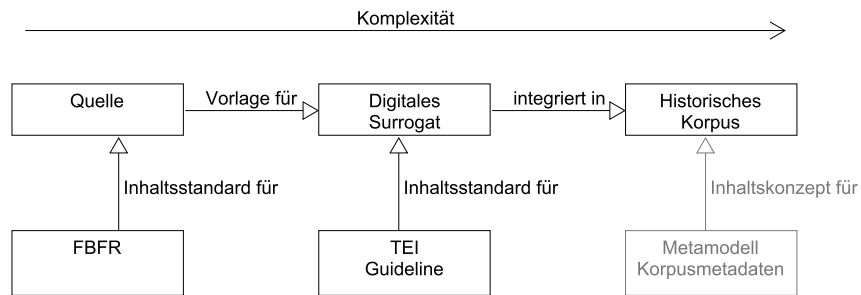 Komplexität
Quelle
Vorlage für
Digitales
Surrogat
integriert in
Historisches
Korpus
Inhaltsstandard für
Inhaltsstandard für
Inhaltskonzept für
FBFR
TEI
Guideline
Metamodell
Korpusmetadaten